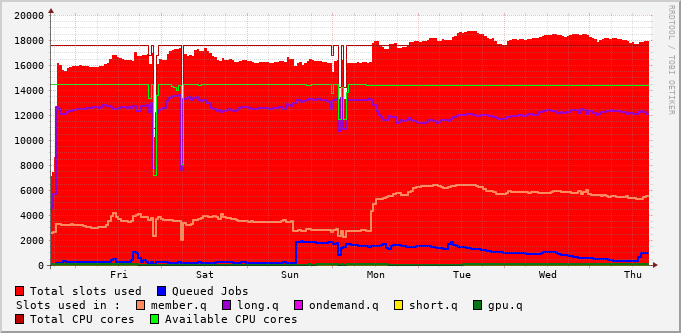 20000
18000
16000
14000
12000
10000
8000
6000
4000
2000
0
Fri Sat Sun Mon Tue Wed Thu
Total slots used Queued Jobs
Slots used in : member.q long.q ondemand.q short.q gpu.q
Total CPU cores Available CPU cores
RRDTOOL / TOBI OETIKER